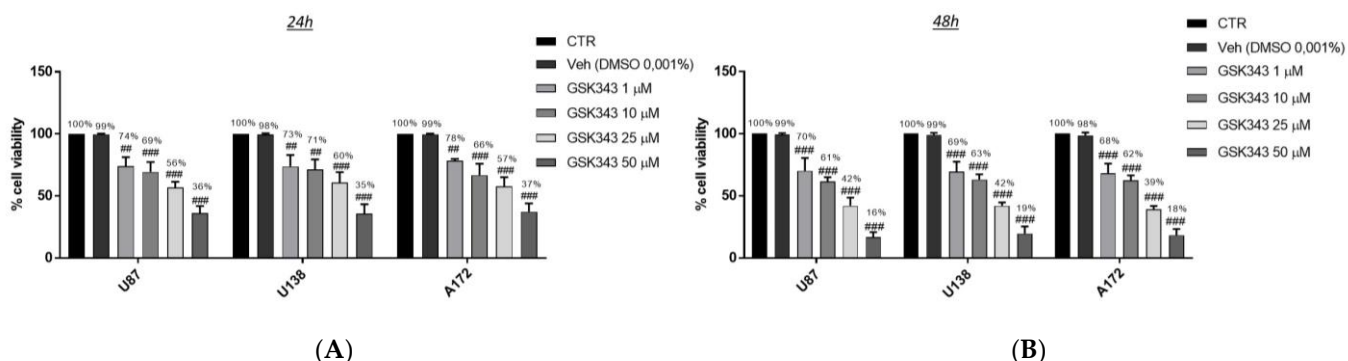 24h
CTR
Veh (DMSO 0,001%)
GSK343 1 μM
GSK343 10 μM
GSK343 25 μM
GSK343 50 μM
% cell viability
150
100
50
0
100% 99% 74% 69% 56% 36%
## ### ### ###
100% 98% 73% 71% 60% 35%
## ## ### ###
100% 99% 78% 66% 57% 37%
## ### ### ###
U87
U138
A172
(A)
48h
CTR
Veh (DMSO 0,001%)
GSK343 1 μM
GSK343 10 μM
GSK343 25 μM
GSK343 50 μM
% cell viability
150
100
50
0
100% 99% 70% 61% 42% 16%
### ### ### ###
100% 99% 69% 63% 42% 19%
### ### ### ###
100% 98% 68% 62% 39% 18%
### ### ### ###
U87
U138
A172
(B)